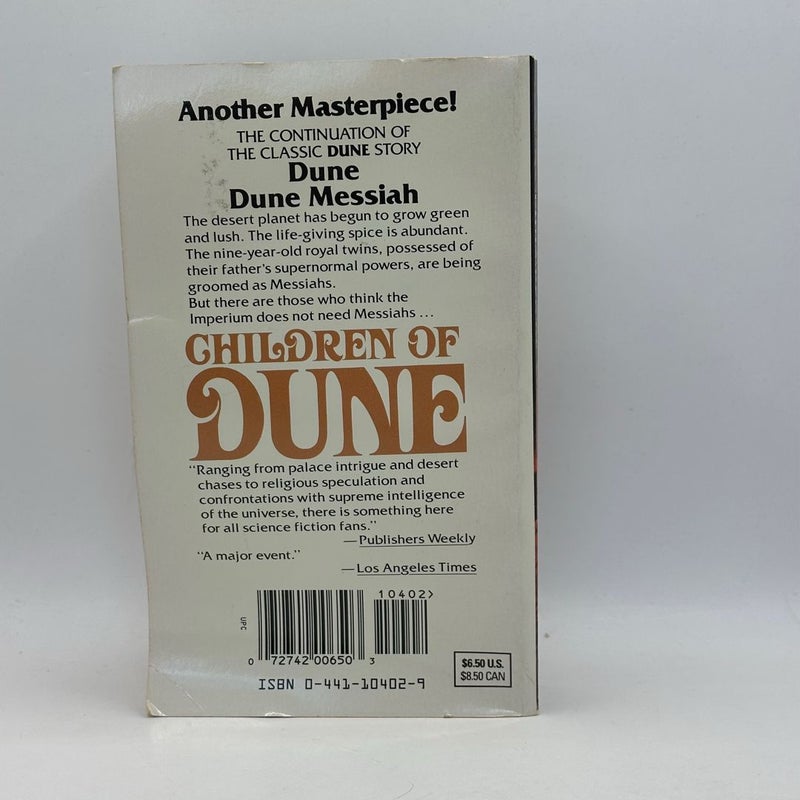 Another Masterpiece!
THE CONTINUATION OF
THE CLASSIC DUNE STORY
Dune
Dune Messiah
The desert planet has begun to grow green
and lush. The life-giving spice is abundant.
The nine-year-old royal twins, possessed of
their father's supernormal powers, are being
groomed as Messiahs.
But there are those who think the
Imperium does not need Messiahs ...
CHILDREN OF
DUNE
"Ranging from palace intrigue and desert
chases to religious speculation and
confrontations with supreme intelligence
of the universe, there is something here
for all science fiction fans."
—Publishers Weekly
"A major event."
—Los Angeles Times
10402>
UPC
0 72742 00650 3
ISBN 0-441-10402-9
$6.50 U.S.
$8.50 CAN